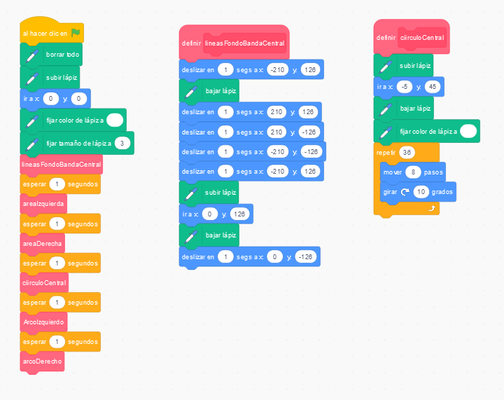 al hacer clic en
borrar todo
subir lápiz
ir a x: 0 y: 0
fijar color de lápiz a
fijar tamaño de lápiz a 3
lineasFondoBandaCentral
esperar 1 segundos
areaIzquierda
esperar 1 segundos
areaDerecha
esperar 1 segundos
círculoCentral
esperar 1 segundos
ArcoIzquierdo
esperar 1 segundos
arcoDerecho
definir lineasFondoBandaCentral
deslizar en 1 segs a x: -210 y: 126
bajar lápiz
deslizar en 1 segs a x: 210 y: 126
deslizar en 1 segs a x: 210 y: -126
deslizar en 1 segs a x: -210 y: -126
deslizar en 1 segs a x: -210 y: 126
subir lápiz
ir a x: 0 y: 126
bajar lápiz
deslizar en 1 segs a x: 0 y: -126
definir círculoCentral
subir lápiz
ir a x: -5 y: 45
bajar lápiz
fijar color de lápiz a
repetir 36
mover 8 pasos
girar 10 grados